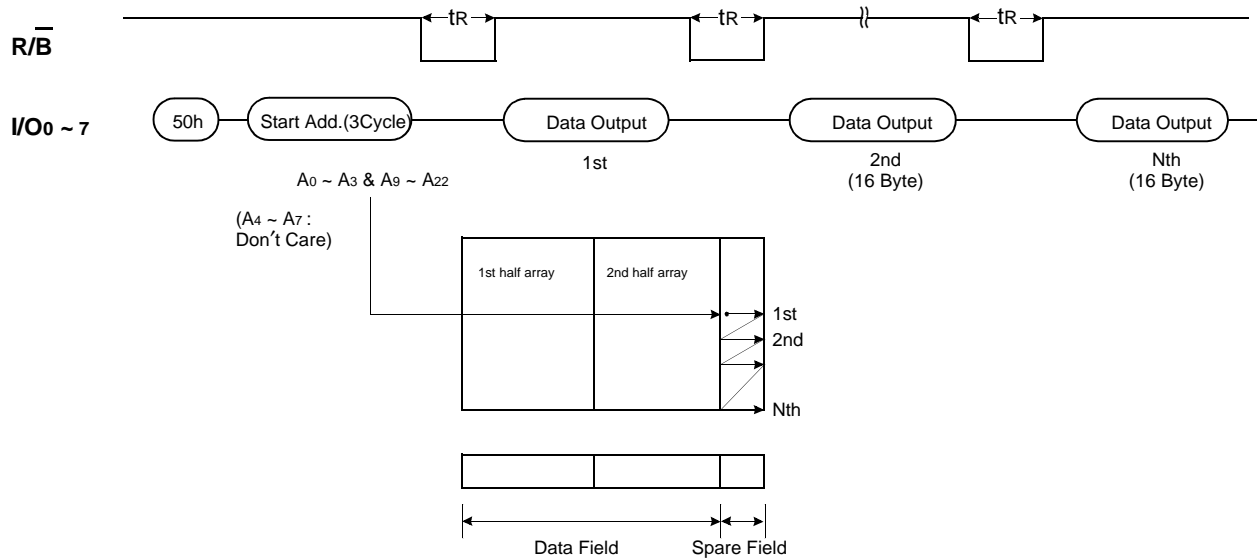 tR tR tR
R/B
I/O0 ~ 7 50h Start Add.(3Cycle) Data Output Data Output Data Output
1st 2nd Nth
(16 Byte) (16 Byte)
A0 ~ A3 & A9 ~ A22
(A4 ~ A7 :
Don′t Care)
1st half array 2nd half array
1st
2nd
Nth
Data Field Spare Field